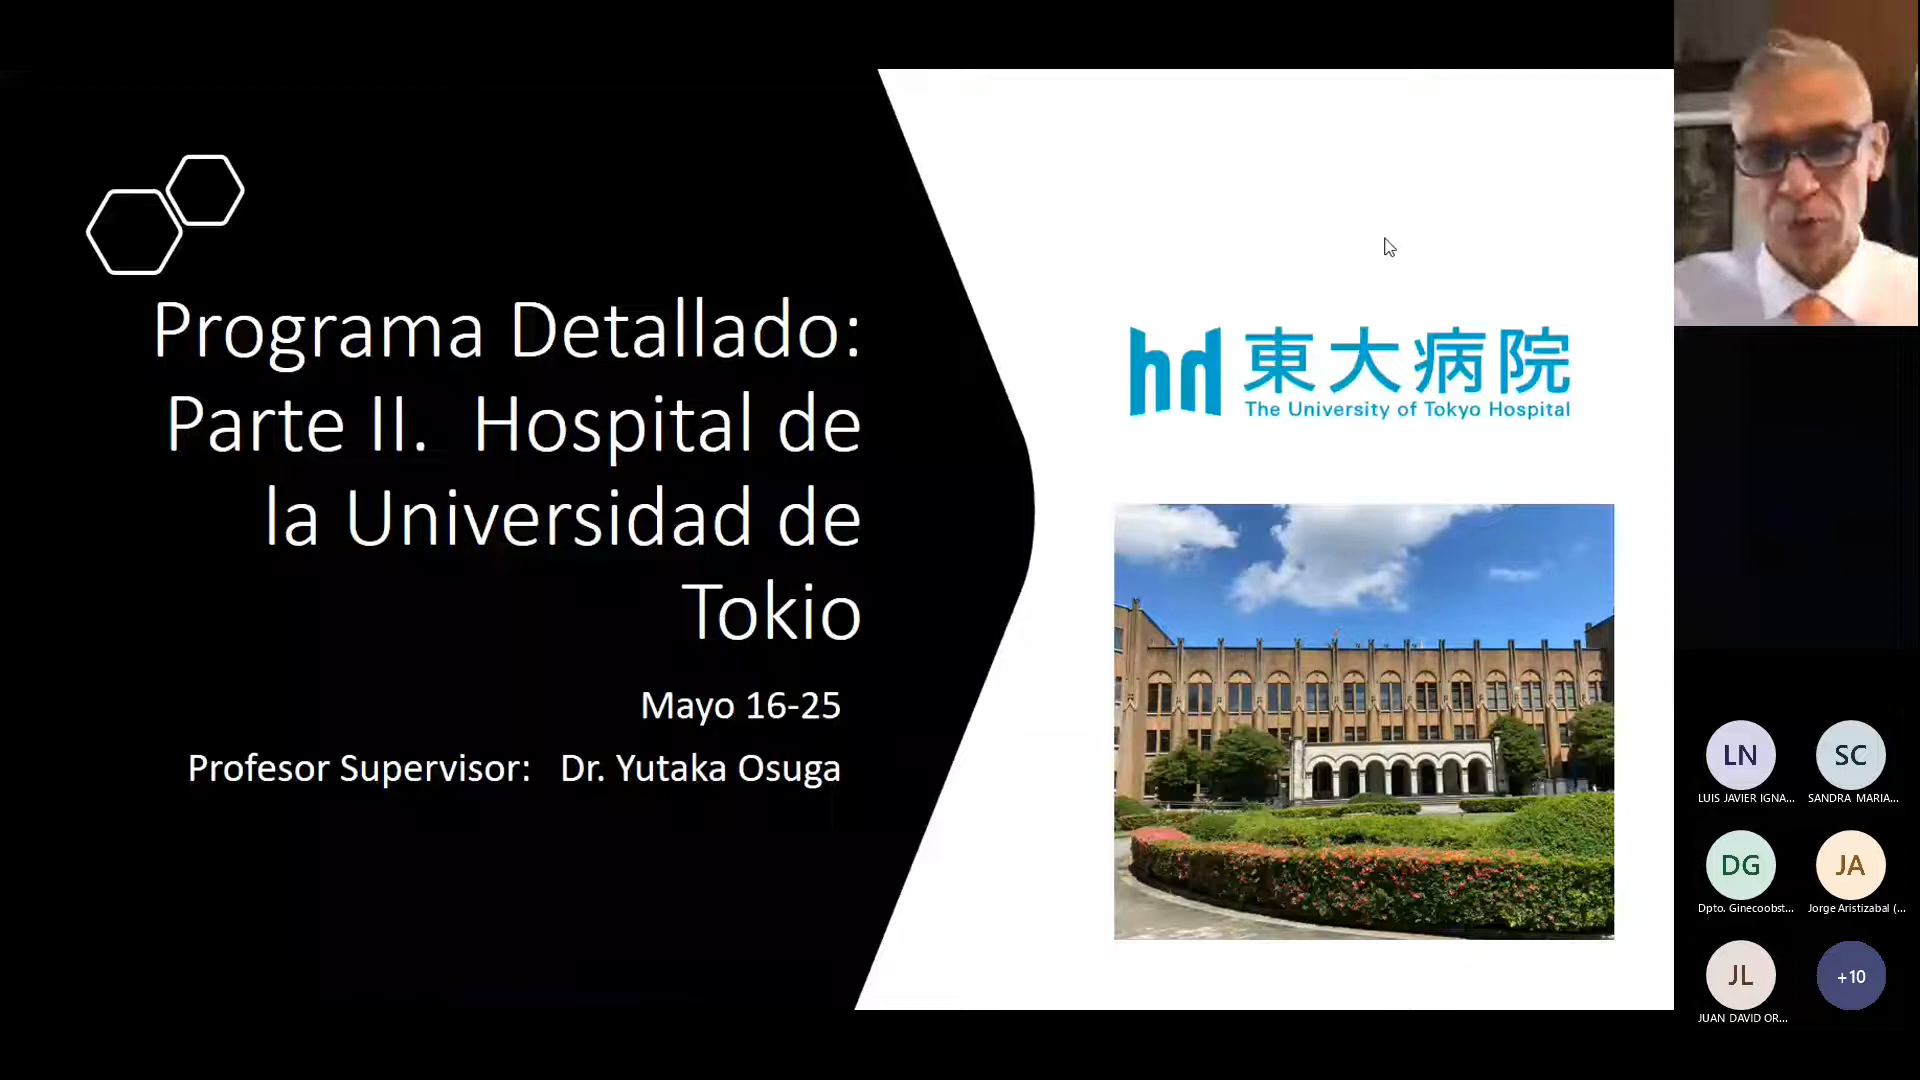 Programa Detallado:
Parte II.  Hospital de
la Universidad de
Tokio
Mayo 16-25
Profesor Supervisor:   Dr. Yutaka Osuga
東大病院
The University of Tokyo Hospital
LN
LUIS JAVIER IGNA...
SC
SANDRA MARIA...
DG
Dpto. Ginecoobst...
JA
Jorge Aristizabal (...
JL
JUAN DAVID OR...
+10